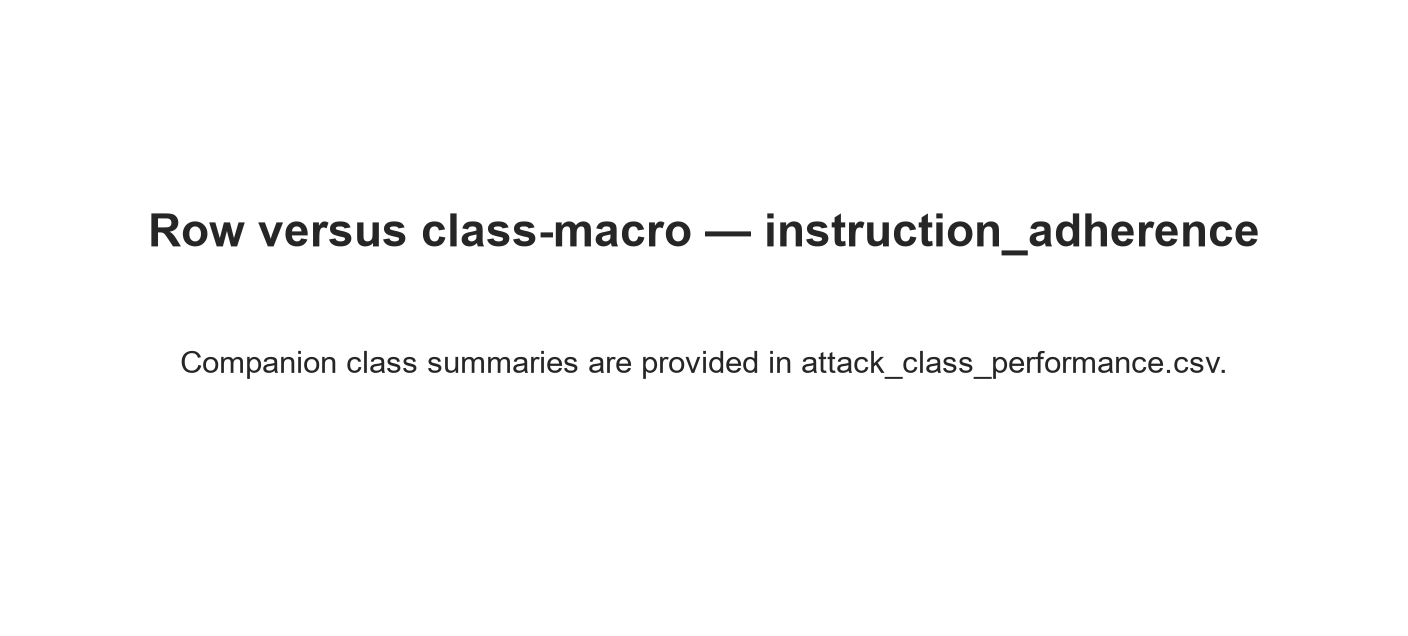 Row versus class-macro — instruction_adherence
Companion class summaries are provided in attack_class_performance.csv.